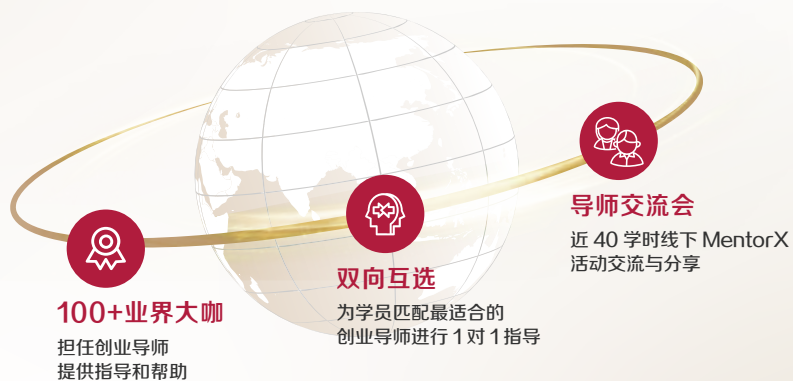 100+业界大咖
担任创业导师
提供指导和帮助
双向互选
为学员匹配最适合的
创业导师进行1对1指导
导师交流会
近 40 学时线下 MentorX
活动交流与分享